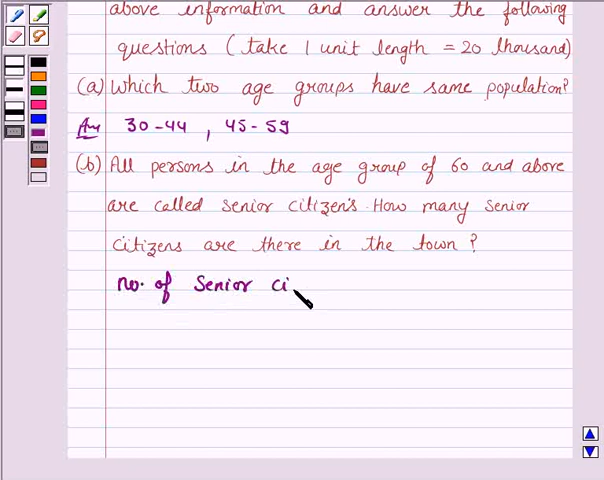 above information and answer the following
questions (take 1 unit length = 20 thousand)
(a) Which two age groups have same population?
Ans 30-44 , 45-59
(b) All persons in the age group of 60 and above
are called Senior Citizen's. How many Senior
Citizens are there in the town?
no. of Senior Ci